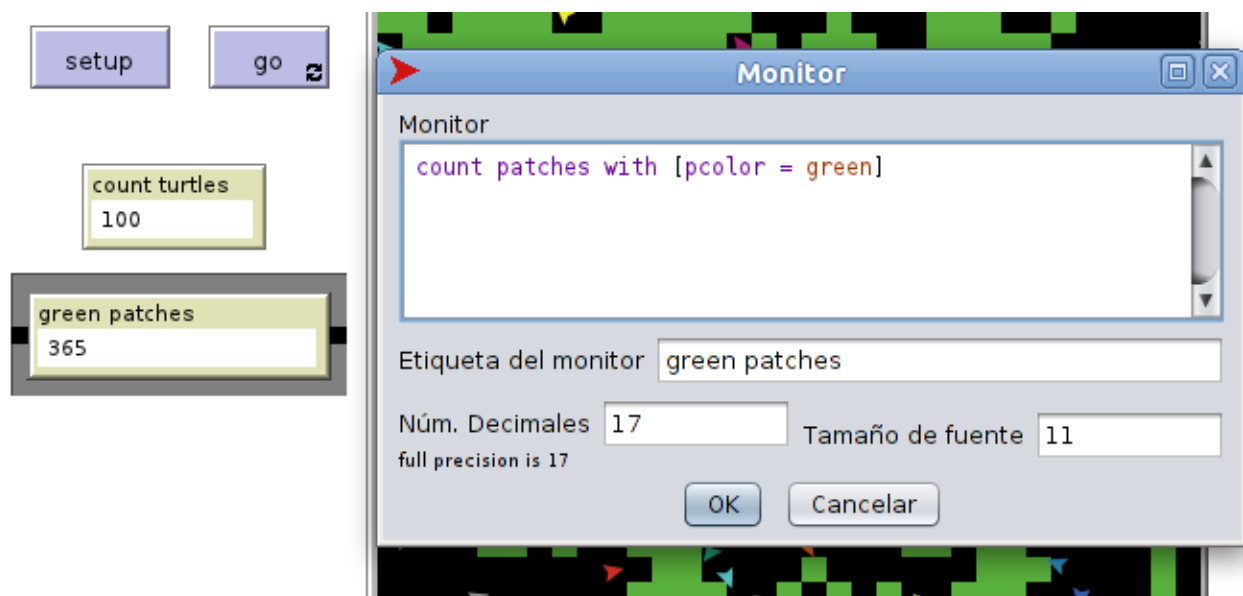 setup
go
count turtles
100
green patches
365
Monitor
Monitor
count patches with [pcolor = green]
Etiqueta del monitor green patches
Núm. Decimales 17
Tamaño de fuente 11
full precision is 17
OK
Cancelar